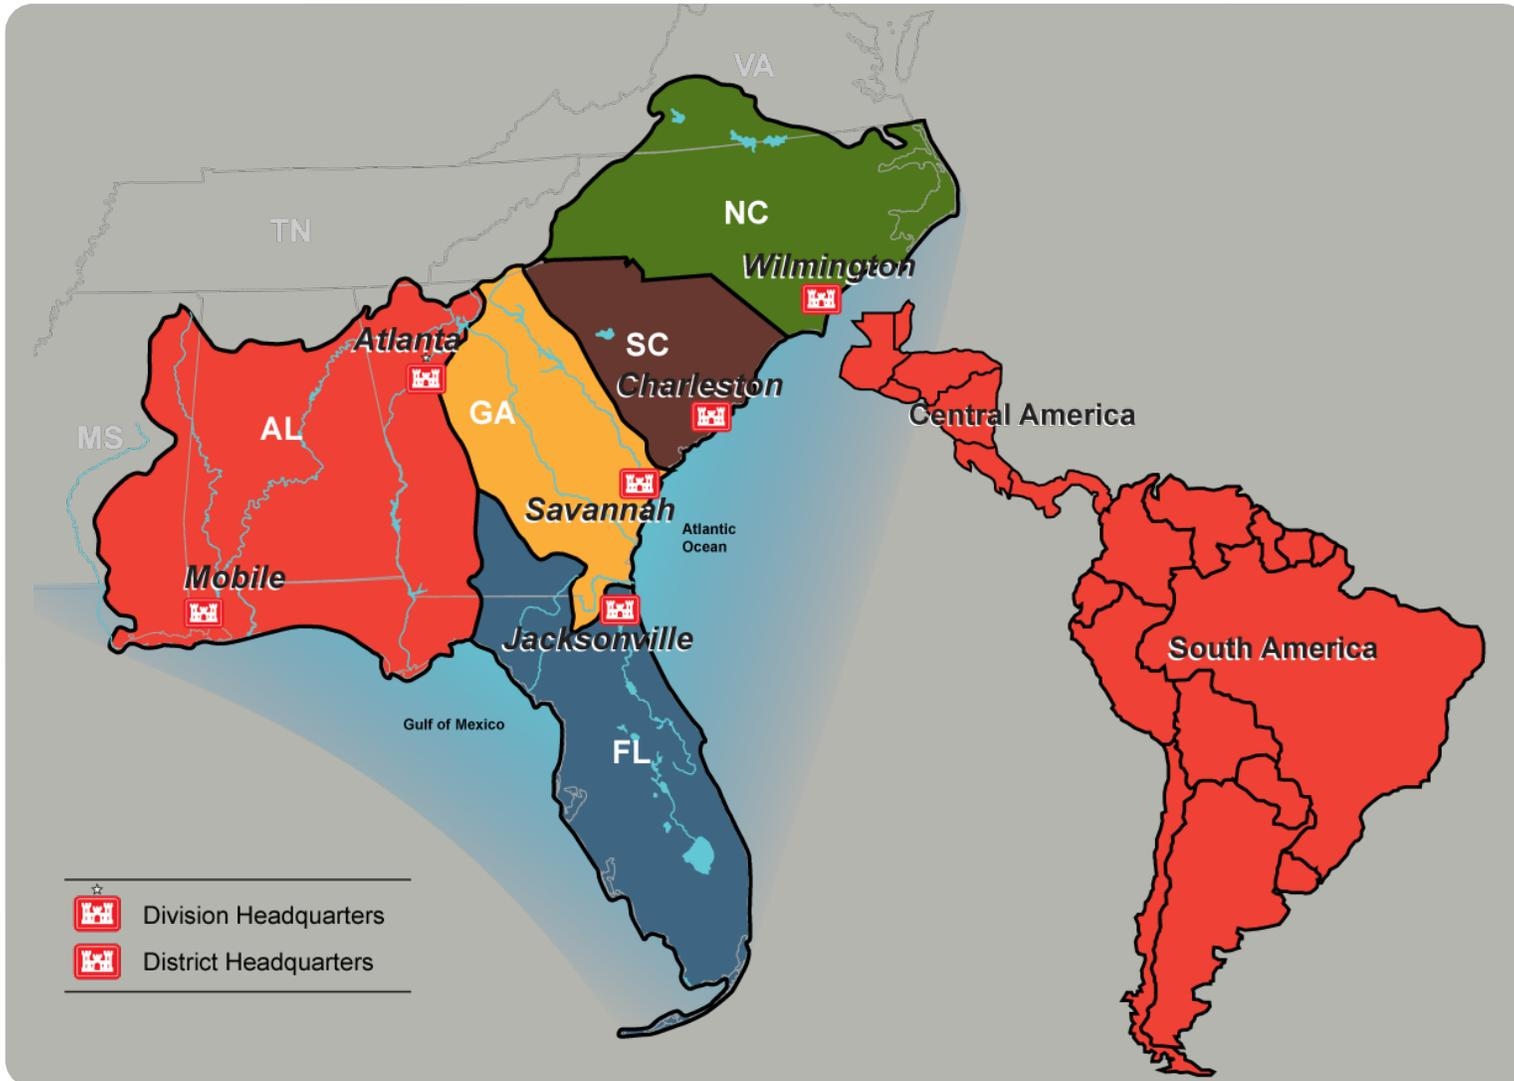 VA
TN
NC
Wilmington
Atlanta
SC
Charleston
GA
AL
MS
Central America
Savannah
Atlantic
Ocean
Mobile
Jacksonville
South America
Gulf of Mexico
FL
Division Headquarters
District Headquarters